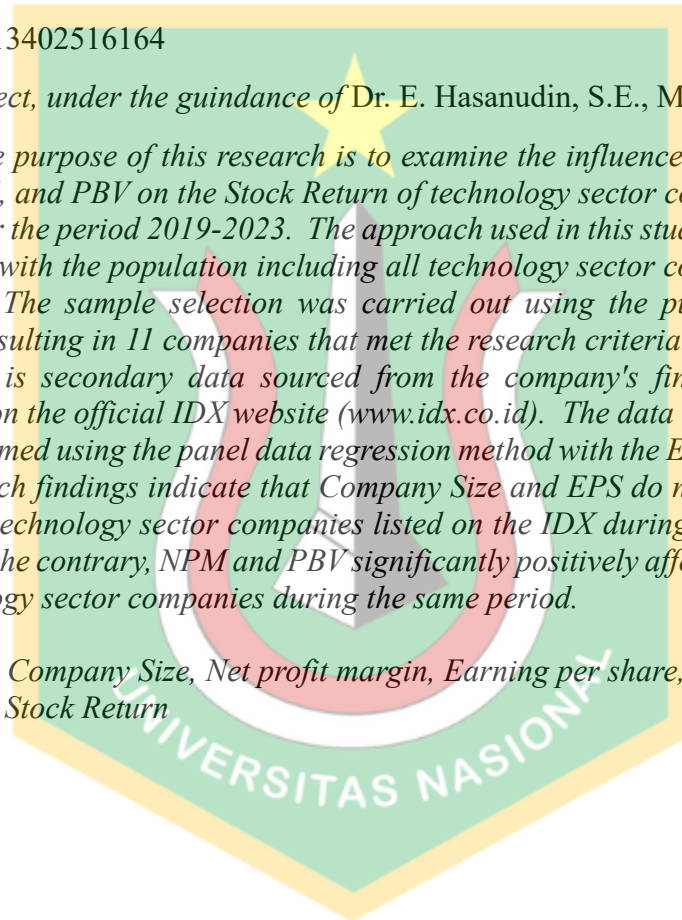 3402516164
ect, under the guindance of Dr. E. Hasanudin, S.E., M
e purpose of this research is to examine the influence
, and PBV on the Stock Return of technology sector co
r the period 2019-2023. The approach used in this stud
with the population including all technology sector co
The sample selection was carried out using the pu
sulting in 11 companies that met the research criteria
is secondary data sourced from the company's fin
on the official IDX website (www.idx.co.id). The data
med using the panel data regression method with the E
ch findings indicate that Company Size and EPS do n
technology sector companies listed on the IDX during
the contrary, NPM and PBV significantly positively affe
ogy sector companies during the same period.
Company Size, Net profit margin, Earning per share,
Stock Return
UNIVERSITAS NASIONAL